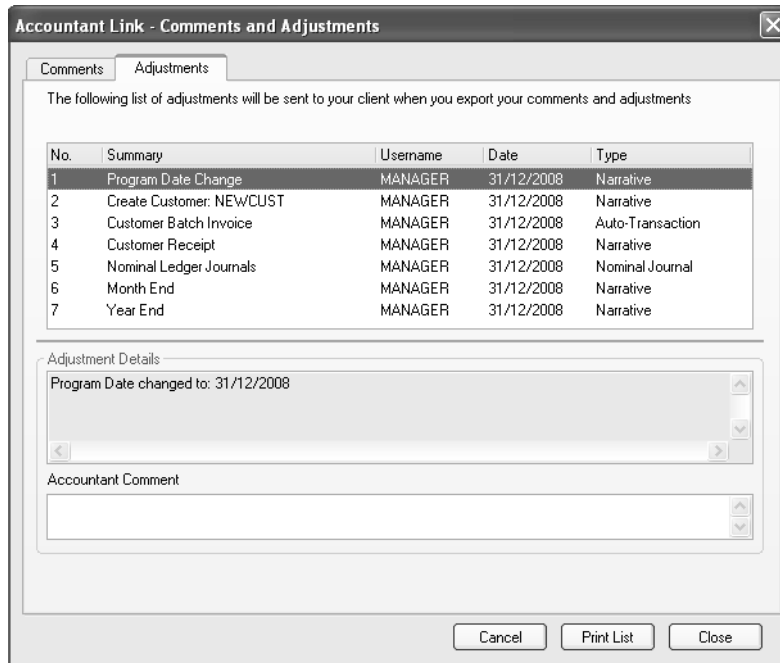 Accountant Link - Comments and Adjustments
Comments Adjustments
The following list of adjustments will be sent to your client when you export your comments and adjustments
No. Summary Username Date Type
1 Program Date Change MANAGER 31/12/2008 Narrative
2 Create Customer: NEWCUST MANAGER 31/12/2008 Narrative
3 Customer Batch Invoice MANAGER 31/12/2008 Auto-Transaction
4 Customer Receipt MANAGER 31/12/2008 Narrative
5 Nominal Ledger Journals MANAGER 31/12/2008 Nominal Journal
6 Month End MANAGER 31/12/2008 Narrative
7 Year End MANAGER 31/12/2008 Narrative
Adjustment Details
Program Date changed to: 31/12/2008
Accountant Comment
Cancel Print List Close